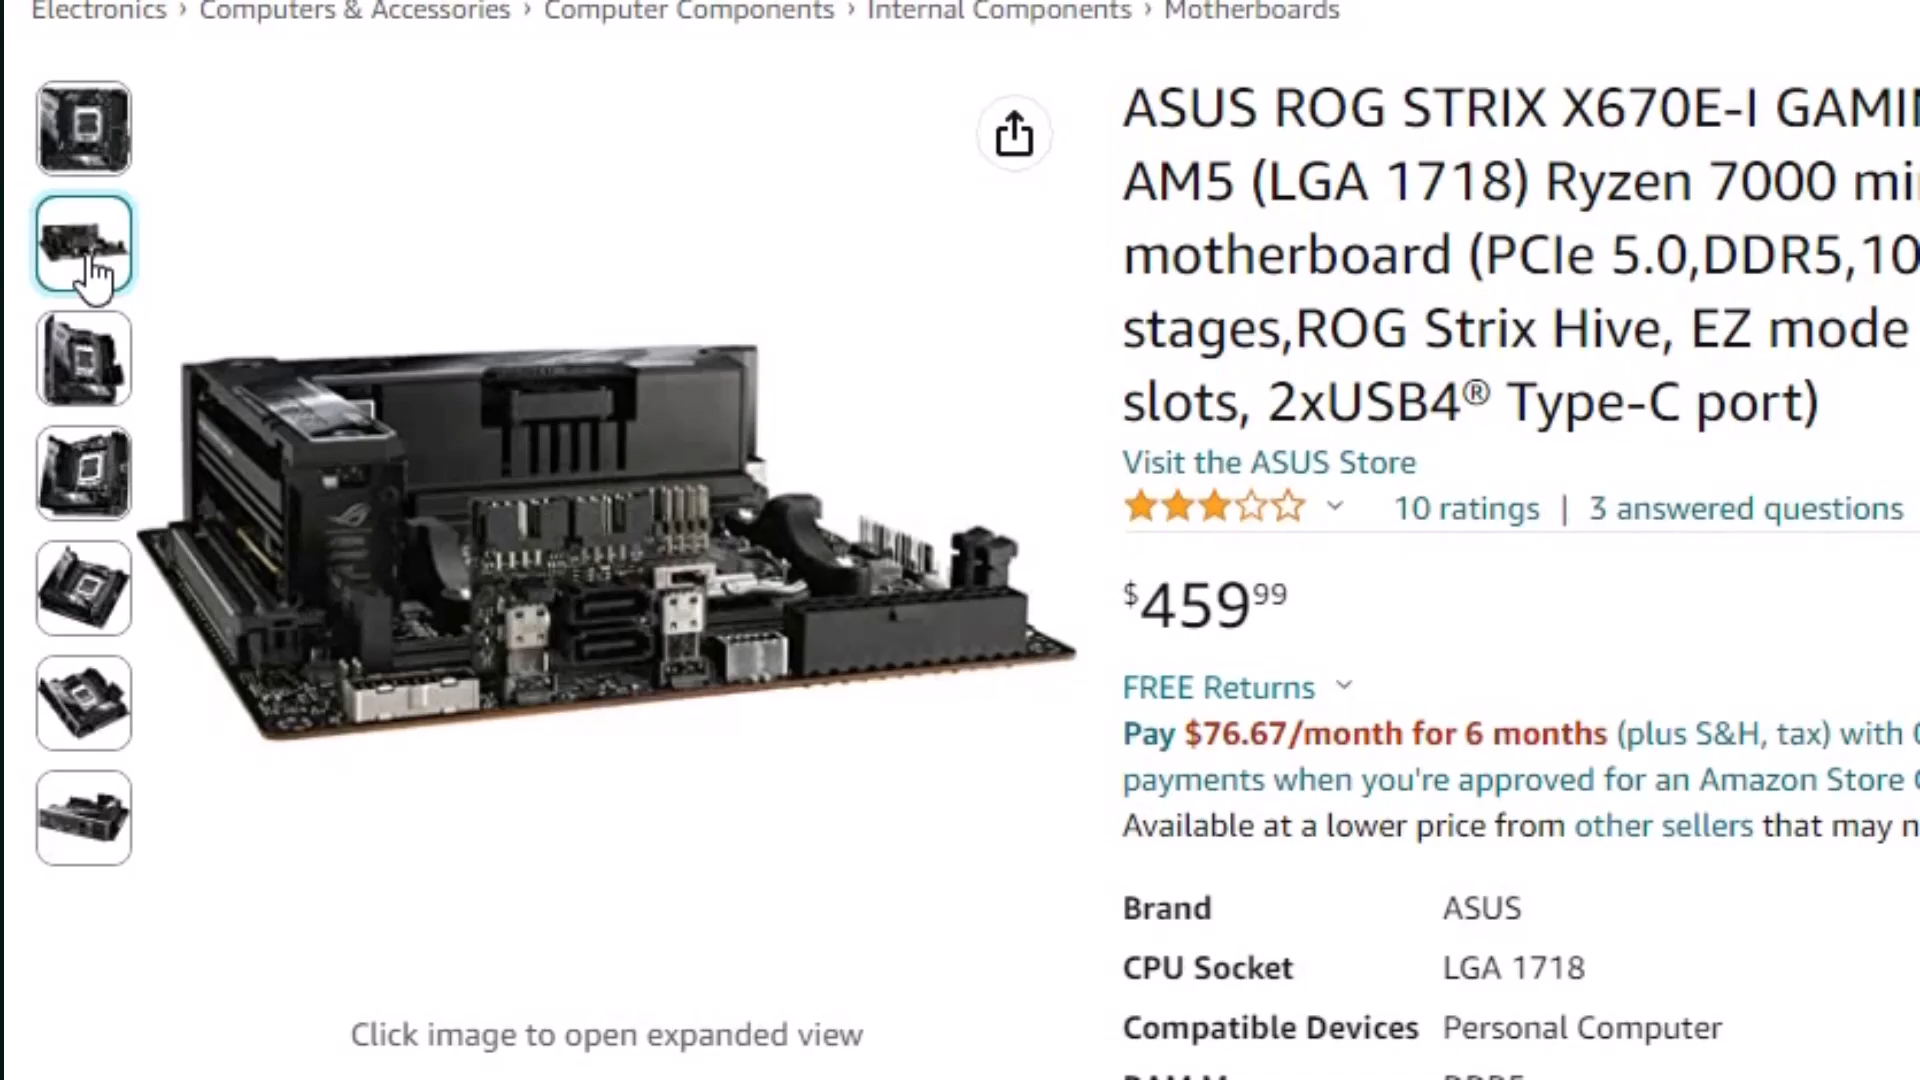 Electronics › Computers & Accessories › Computer Components › Internal Components › Motherboards
ASUS ROG STRIX X670E-I
AM5 (LGA 1718) Ryzen 7000
motherboard (PCIe 5.0,DDR5,10
stages,ROG Strix Hive, EZ mode
slots, 2xUSB4® Type-C port)
Visit the ASUS Store
10 ratings | 3 answered questions
$45999
FREE Returns
Pay $76.67/month for 6 months (plus S&H, tax) with
payments when you're approved for an Amazon Store
Available at a lower price from other sellers that may
Brand ASUS
CPU Socket LGA 1718
Compatible Devices Personal Computer
Click image to open expanded view